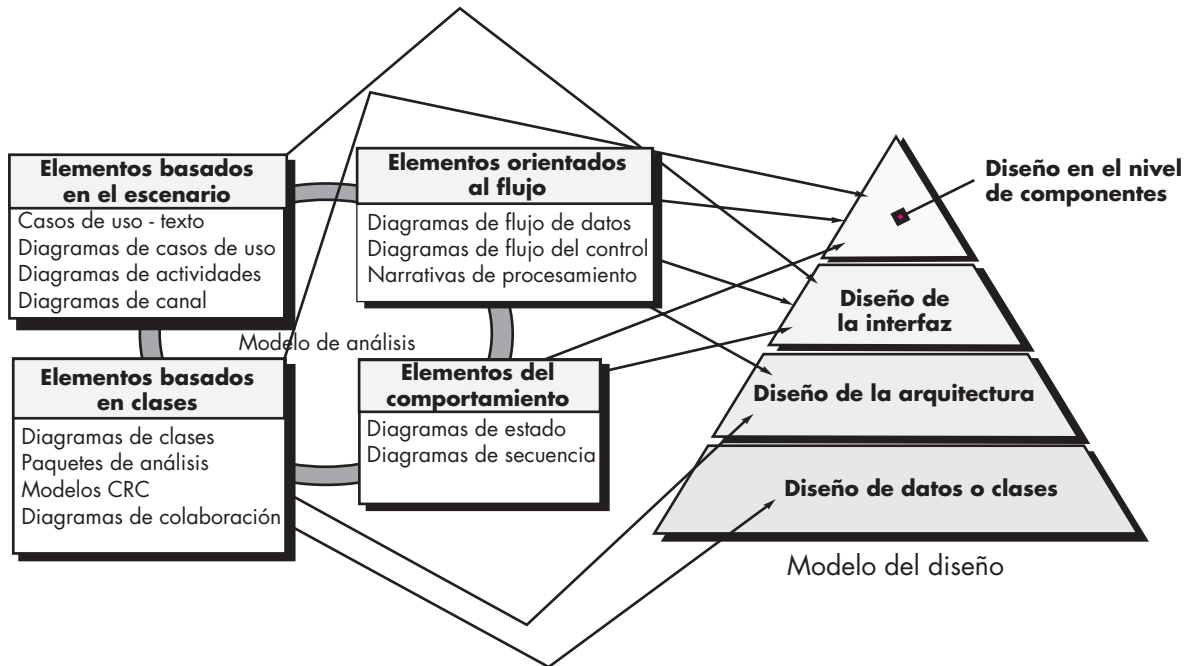 Elementos basados
en el escenario
Casos de uso - texto
Diagramas de casos de uso
Diagramas de actividades
Diagramas de canal
Elementos orientados
al flujo
Diagramas de flujo de datos
Diagramas de flujo del control
Narrativas de procesamiento
Modelo de análisis
Elementos basados
en clases
Diagramas de clases
Paquetes de análisis
Modelos CRC
Diagramas de colaboración
Elementos del
comportamiento
Diagramas de estado
Diagramas de secuencia
Diseño en el nivel
de componentes
Diseño de
la interfaz
Diseño de la arquitectura
Diseño de datos o clases
Modelo del diseño